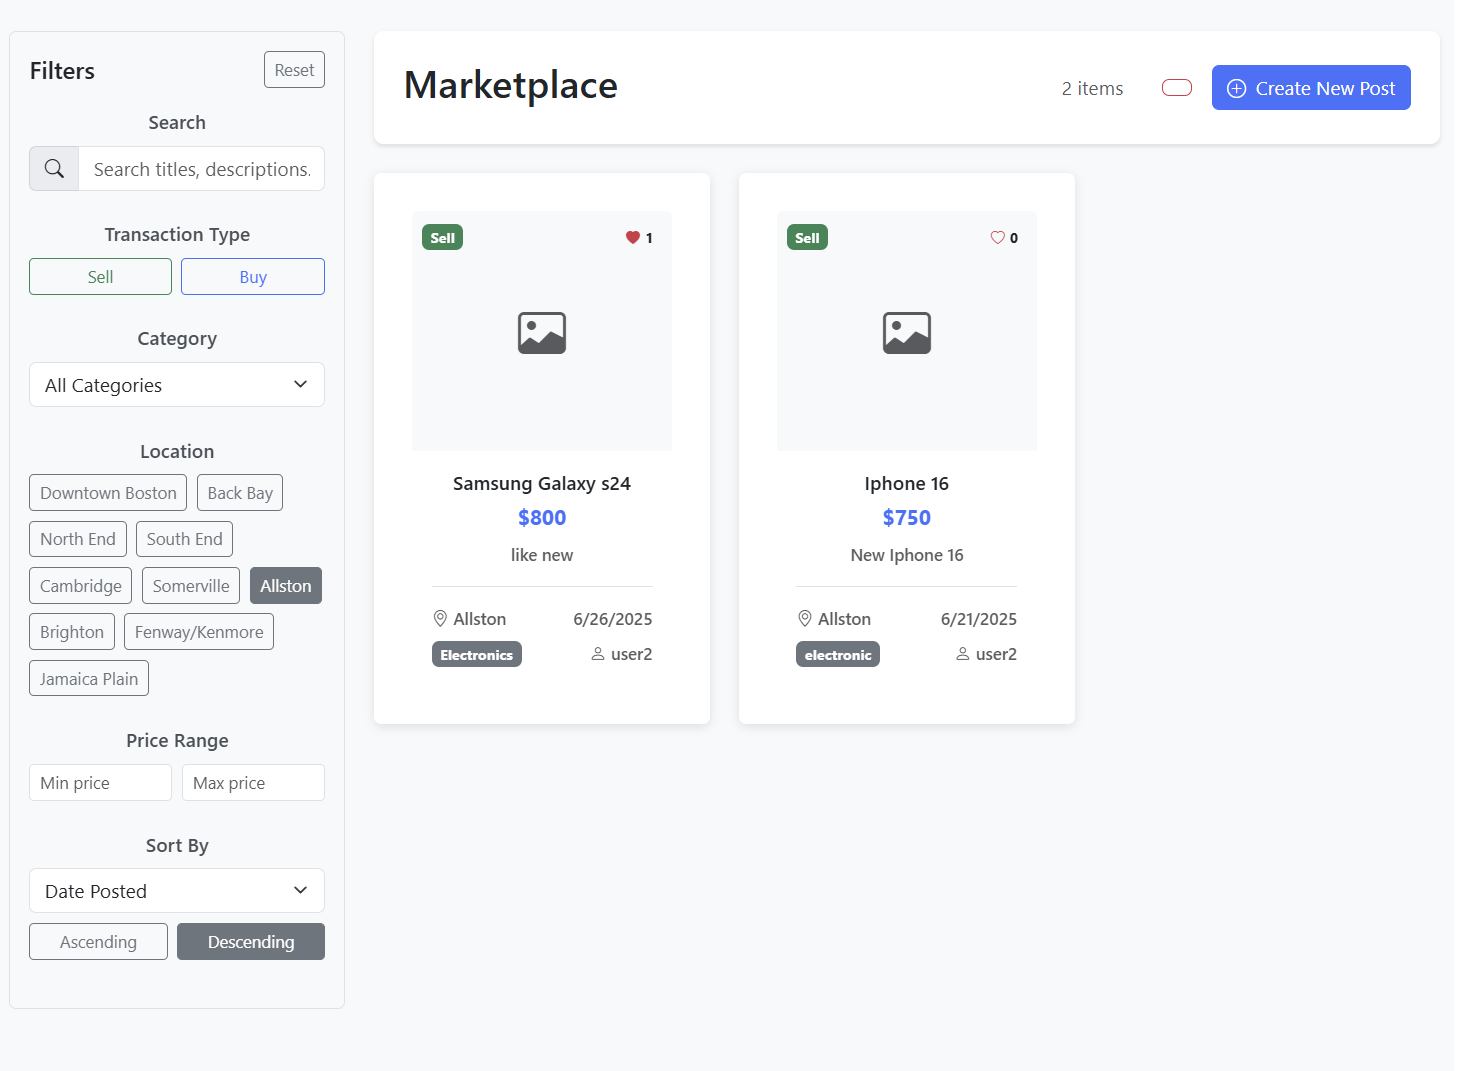 Filters
Reset
Search
Search titles, descriptions.
Transaction Type
Sell
Buy
Category
All Categories
Location
Downtown Boston
Back Bay
North End
South End
Cambridge
Somerville
Allston
Brighton
Fenway/Kenmore
Jamaica Plain
Price Range
Min price
Max price
Sort By
Date Posted
Ascending
Descending
Marketplace
2 items
Create New Post
Sell
1
Samsung Galaxy s24
$800
like new
Allston
6/26/2025
Electronics
user2
Sell
0
Iphone 16
$750
New Iphone 16
Allston
6/21/2025
electronic
user2